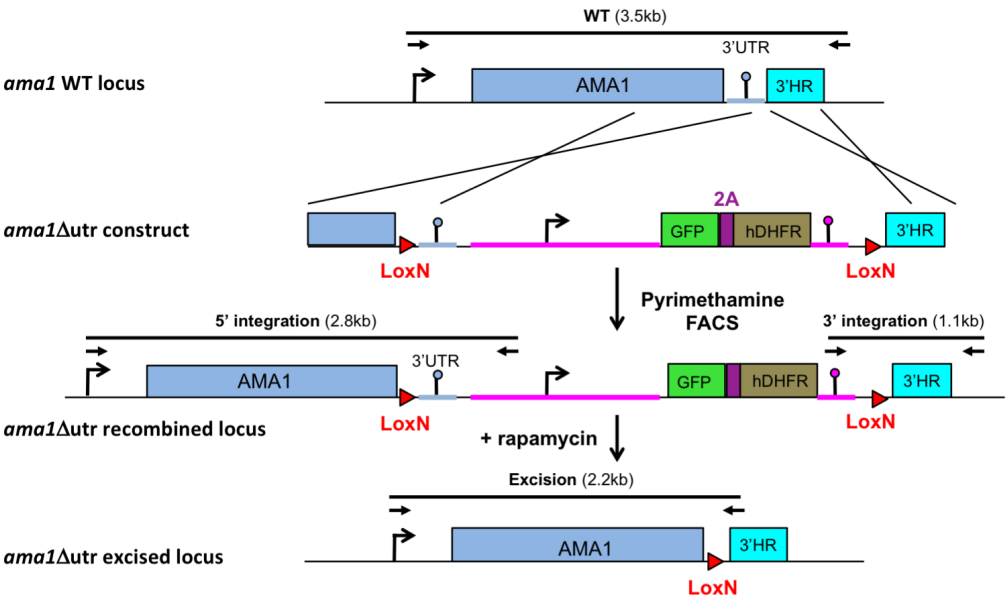 WT (3.5kb)
3’UTR
ama1 WT locus
AMA1
3’HR
2A
ama1Δutr construct
GFP
hDHFR
3’HR
LoxN
LoxN
Pyrimethamine
FACS
5’ integration (2.8kb)
3’ integration (1.1kb)
3’UTR
AMA1
GFP
hDHFR
3’HR
LoxN
LoxN
ama1Δutr recombined locus
+ rapamycin
Excision (2.2kb)
ama1Δutr excised locus
AMA1
3’HR
LoxN